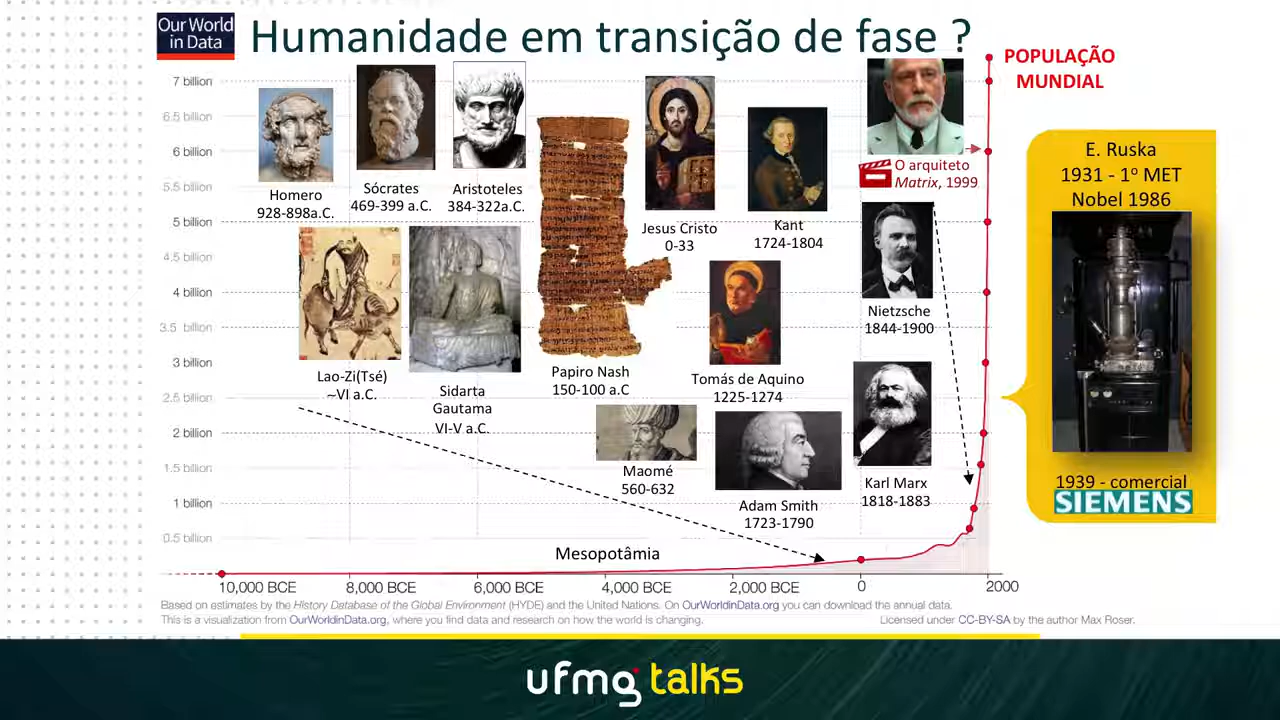 Our World
in Data
Humanidade em transição de fase ?
POPULAÇÃO
MUNDIAL
7 billion
6.5 billion
6 billion
5.5 billion
5 billion
4.5 billion
4 billion
3.5 billion
3 billion
2.5 billion
2 billion
1.5 billion
1 billion
0.5 billion
Homero
928-898a.C.
Sócrates
469-399 a.C.
Aristoteles
384-322a.C.
Jesus Cristo
0-33
Kant
1724-1804
O arquiteto
Matrix, 1999
Nietzsche
1844-1900
Lao-Zi(Tsé)
~VI a.C.
Sidarta
Gautama
VI-V a.C.
Papiro Nash
150-100 a.C
Tomás de Aquino
1225-1274
Maomé
560-632
Adam Smith
1723-1790
Karl Marx
1818-1883
Mesopotâmia
E. Ruska
1931 - 1º MET
Nobel 1986
1939 - comercial
SIEMENS
10,000 BCE
8,000 BCE
6,000 BCE
4,000 BCE
2,000 BCE
0
2000
Based on estimates by the History Database of the Global Environment (HYDE) and the United Nations. On OurWorldinData.org you can download the annual data.
This is a visualization from OurWorldinData.org, where you find data and research on how the world is changing.
Licensed under CC-BY-SA by the author Max Roser.
ufmg talks